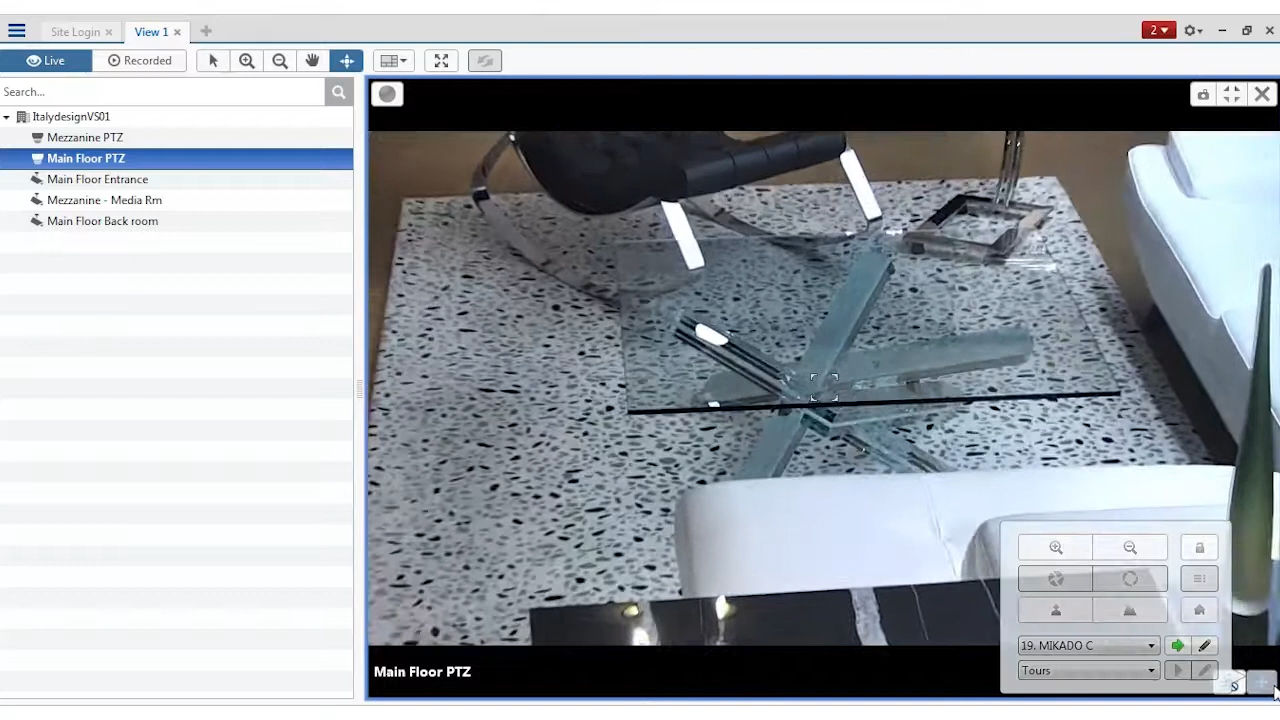 Site Login
View 1
2
Live
Recorded
Search...
ItalydesignVS01
Mezzanine PTZ
Main Floor PTZ
Main Floor Entrance
Mezzanine - Media Rm
Main Floor Back room
19. MIKADO C
Tours
Main Floor PTZ